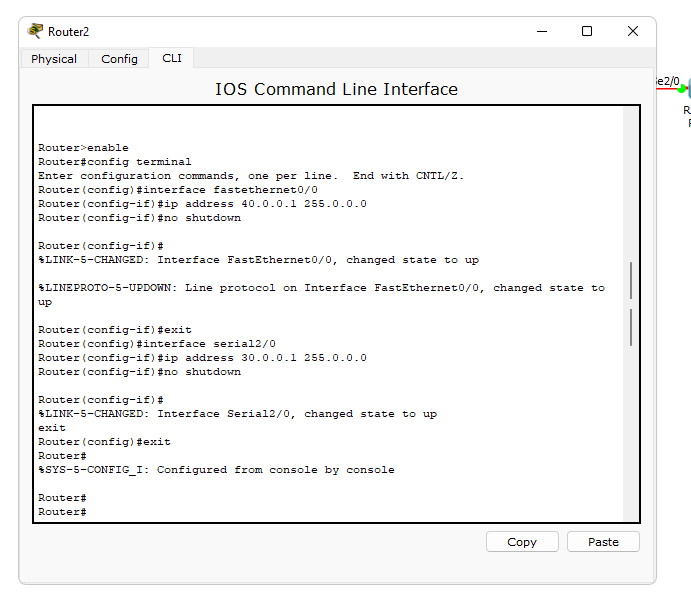 Router2
Physical Config CLI
IOS Command Line Interface
Router>enable
Router#config terminal
Enter configuration commands, one per line.  End with CNTL/Z.
Router(config)#interface fastethernet0/0
Router(config-if)#ip address 40.0.0.1 255.0.0.0
Router(config-if)#no shutdown
Router(config-if)#
%LINK-5-CHANGED: Interface FastEthernet0/0, changed state to up
%LINEPROTO-5-UPDOWN: Line protocol on Interface FastEthernet0/0, changed state to
up
Router(config-if)#exit
Router(config)#interface serial2/0
Router(config-if)#ip address 30.0.0.1 255.0.0.0
Router(config-if)#no shutdown
Router(config-if)#
%LINK-5-CHANGED: Interface Serial2/0, changed state to up
exit
Router(config)#exit
Router#
%SYS-5-CONFIG_I: Configured from console by console
Router#
Router#
Copy Paste
e2/0
R